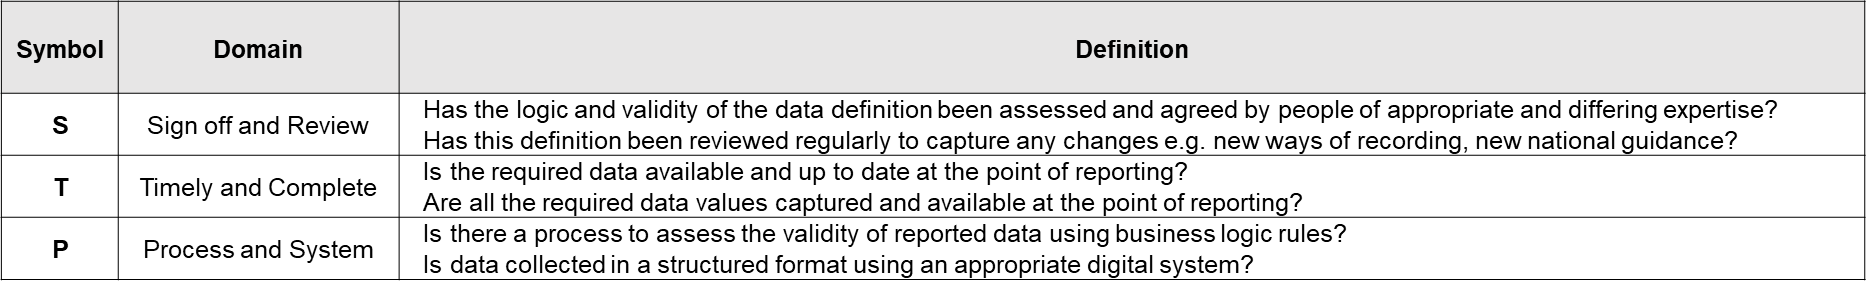 Symbol Domain Definition
S Sign off and Review Has the logic and validity of the data definition been assessed and agreed by people of appropriate and differing expertise?
Has this definition been reviewed regularly to capture any changes e.g. new ways of recording, new national guidance?
T Timely and Complete Is the required data available and up to date at the point of reporting?
Are all the required data values captured and available at the point of reporting?
P Process and System Is there a process to assess the validity of reported data using business logic rules?
Is data collected in a structured format using an appropriate digital system?